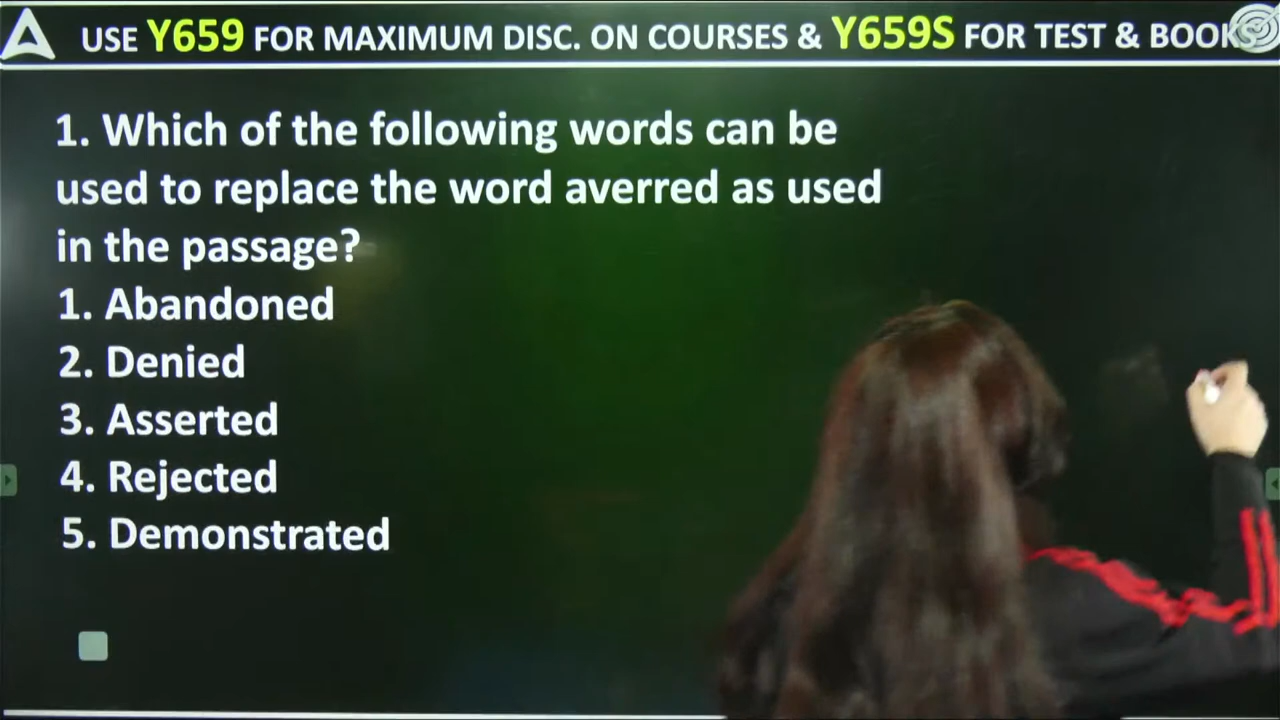 USE Y659 FOR MAXIMUM DISC. ON COURSES & Y659S FOR TEST & BOOKS
1. Which of the following words can be
used to replace the word averred as used
in the passage?
1. Abandoned
2. Denied
3. Asserted
4. Rejected
5. Demonstrated